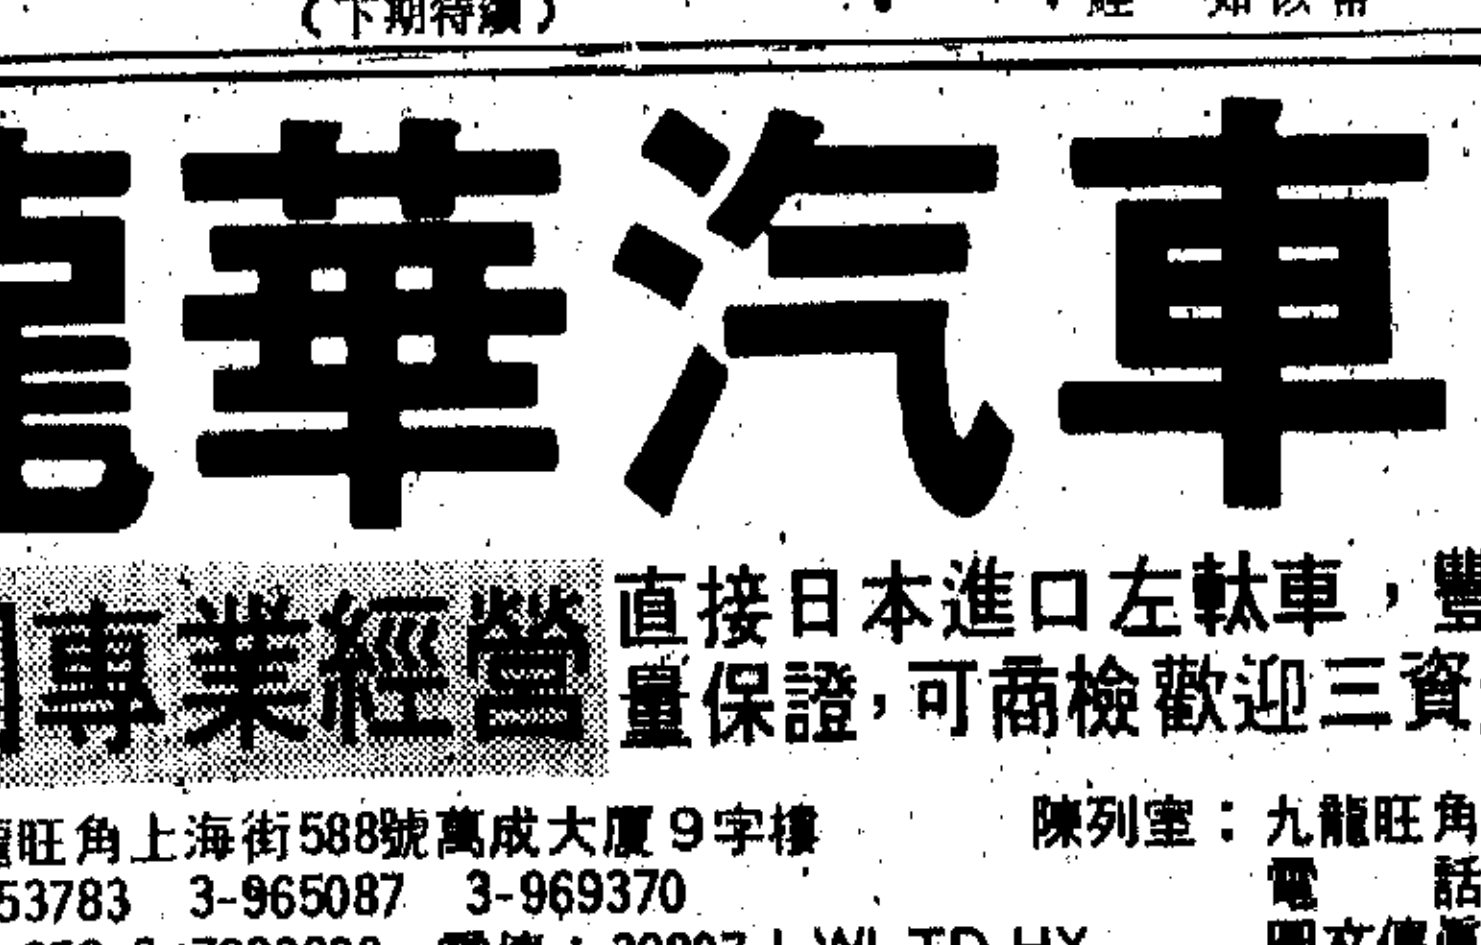 （下期待續）
龍華汽車
專業經營
直接日本進口左軚車，豐
量保證，可商檢歡迎三資
龍旺角上海街588號萬成大厦9字樓
53783 3-965087 3-969370
陳列室：九龍旺角
電 話